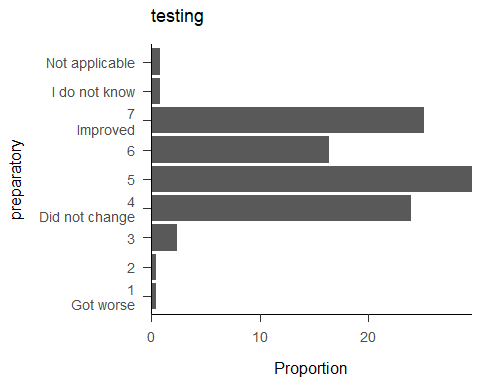 testing
preparatory
Not applicable
I do not know
7
Improved
6
5
4
Did not change
3
2
1
Got worse
0
10
20
Proportion